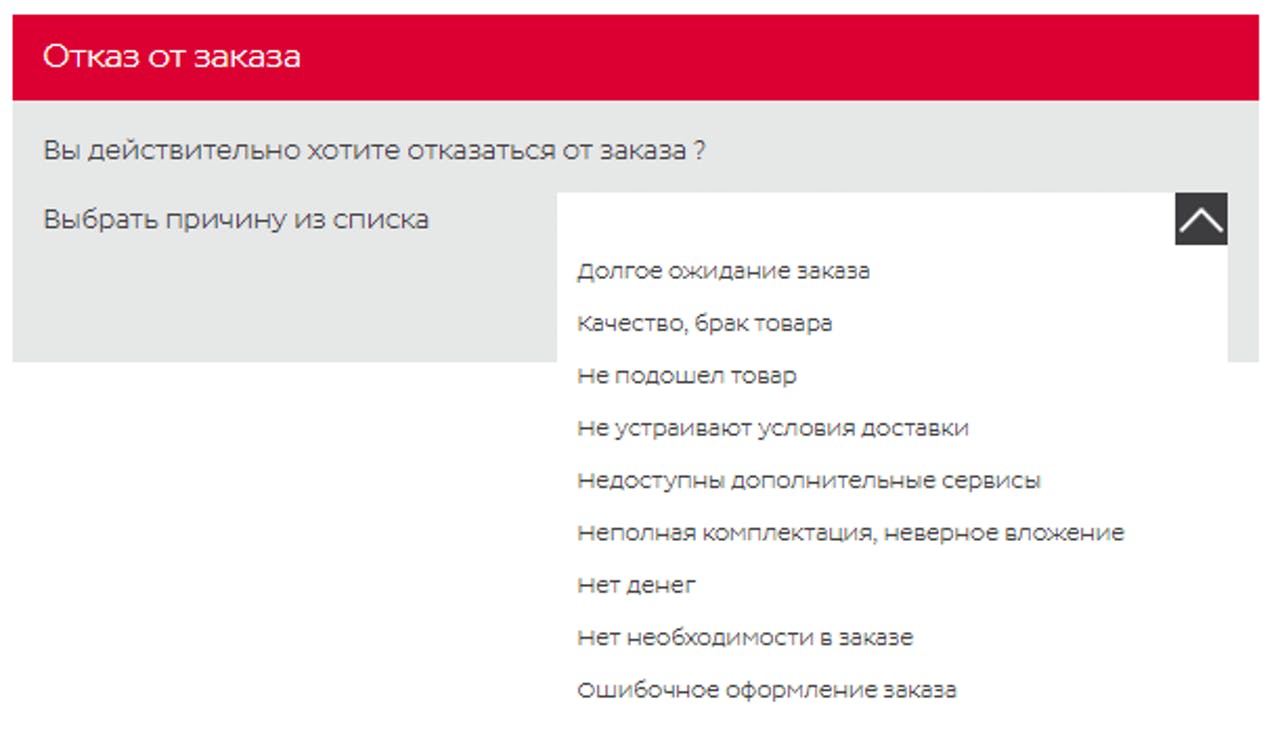 Отказ от заказа
Вы действительно хотите отказаться от заказа ?
Выбрать причину из списка
Долгое ожидание заказа
Качество, брак товара
Не подошел товар
Не устраивают условия доставки
Недоступны дополнительные сервисы
Неполная комплектация, неверное вложение
Нет денег
Нет необходимости в заказе
Ошибочное оформление заказа